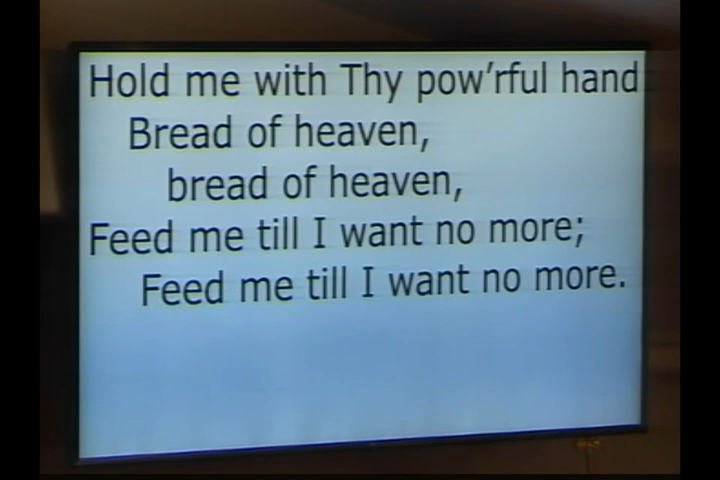 Hold me with Thy pow'rful hand
Bread of heaven,
bread of heaven,
Feed me till I want no more;
Feed me till I want no more.